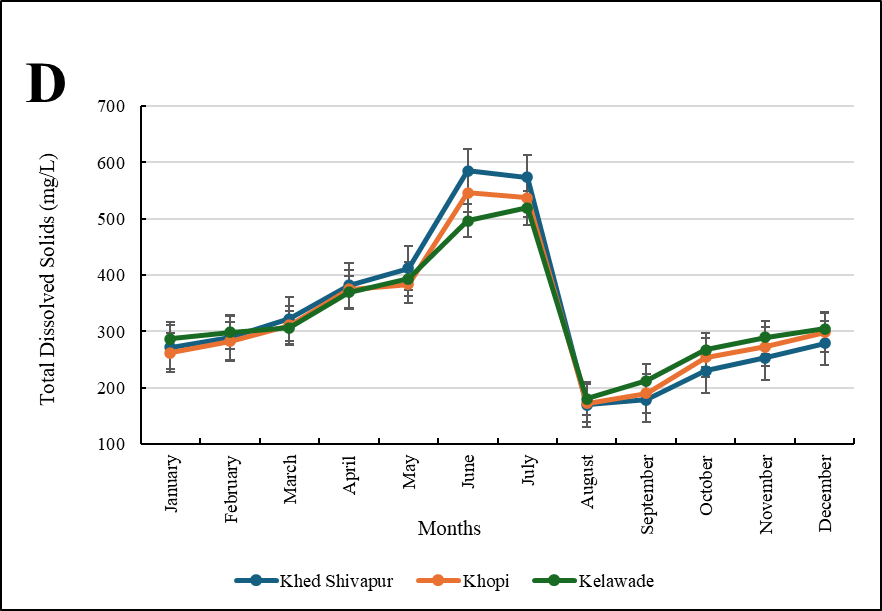 D
700
600
500
400
300
200
100
Total Dissolved Solids (mg/L)
January
February
March
April
May
June
July
August
September
October
November
December
Months
Khed Shivapur Khopi Kelawade